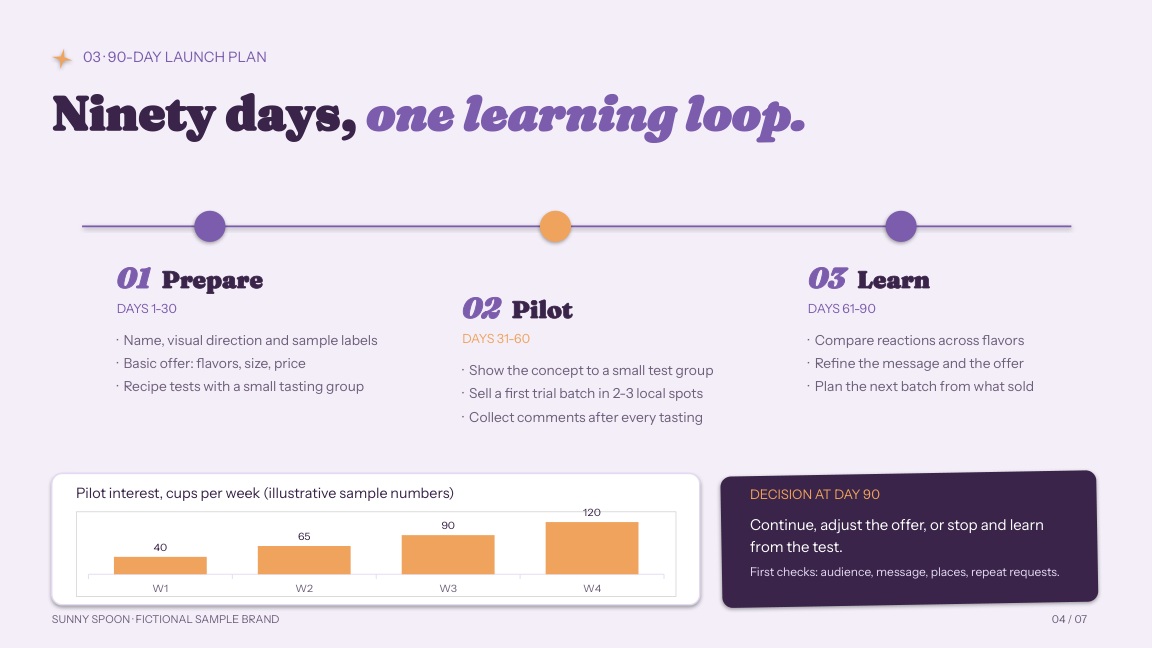 03·90-DAY LAUNCH PLAN
Ninety days, one learning loop.
01 Prepare
DAYS 1-30
· Name, visual direction and sample labels
· Basic offer: flavors, size, price
· Recipe tests with a small tasting group
02 Pilot
DAYS 31-60
· Show the concept to a small test group
· Sell a first trial batch in 2-3 local spots
· Collect comments after every tasting
03 Learn
DAYS 61-90
· Compare reactions across flavors
· Refine the message and the offer
· Plan the next batch from what sold
Pilot interest, cups per week (illustrative sample numbers)
40 65 90 120
W1 W2 W3 W4
DECISION AT DAY 90
Continue, adjust the offer, or stop and learn
from the test.
First checks: audience, message, places, repeat requests.
SUNNY SPOON·FICTIONAL SAMPLE BRAND
04 / 07